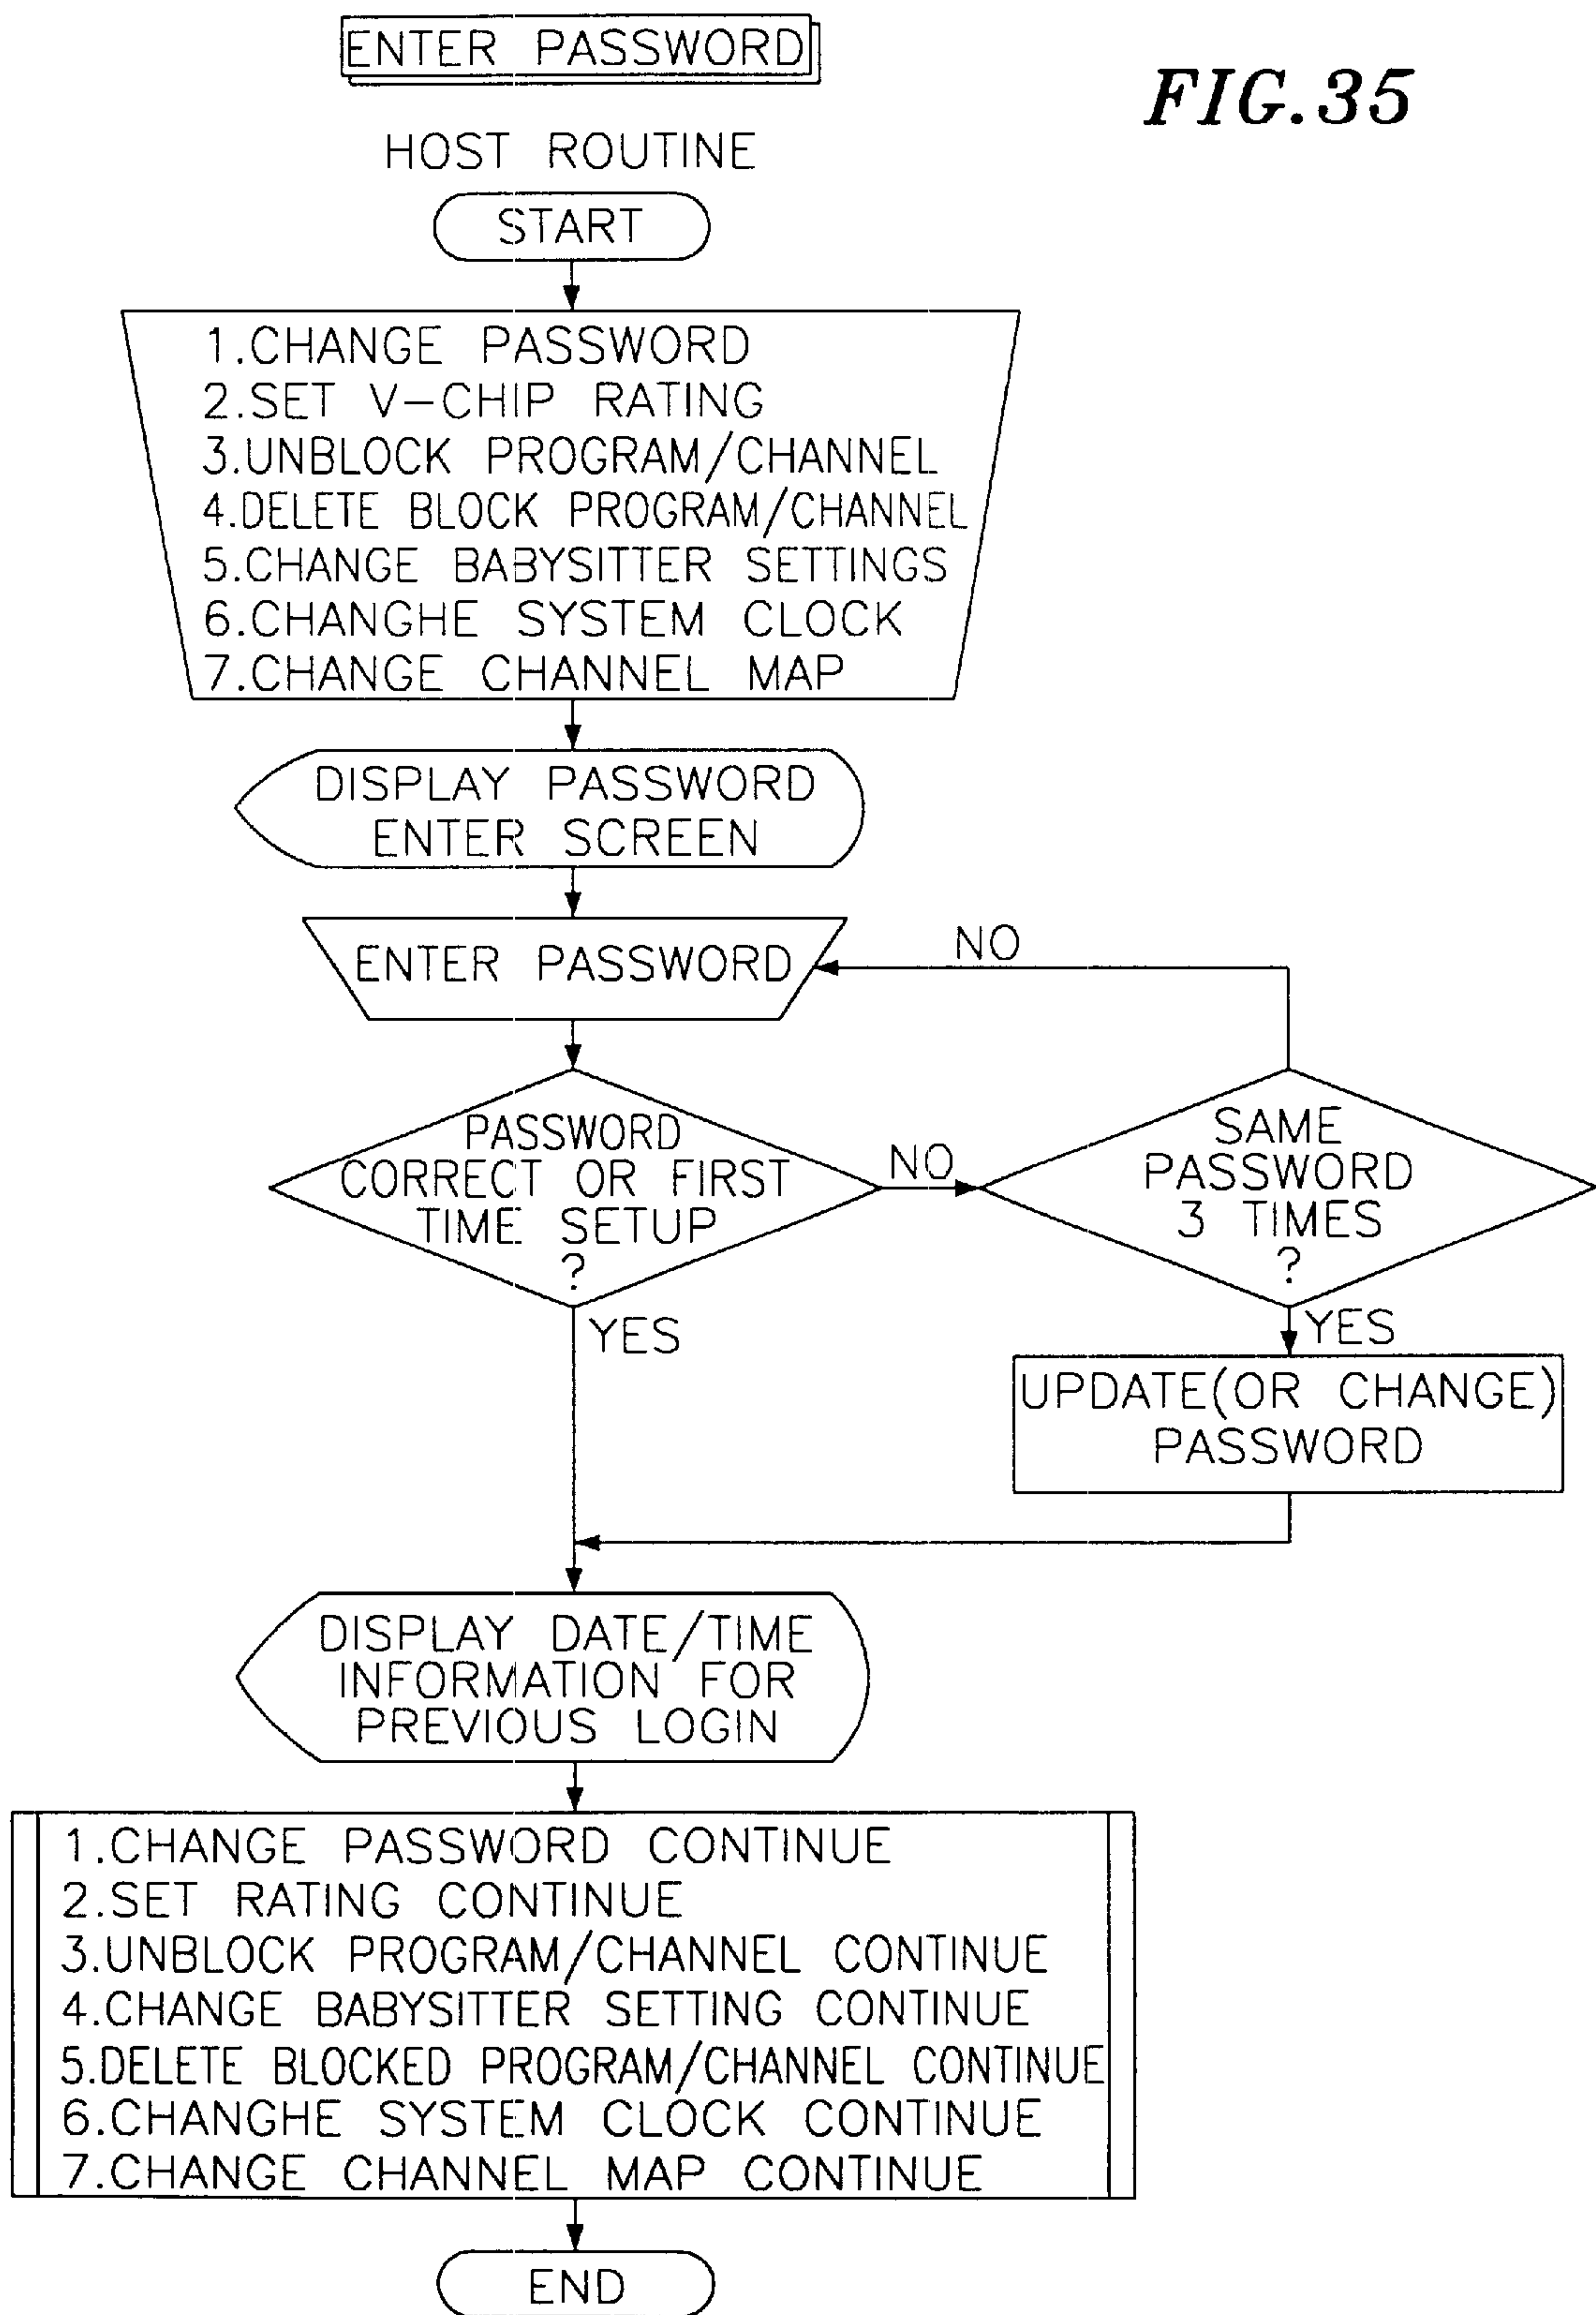 ENTER PASSWORD
FIG.35
HOST ROUTINE
START
1.CHANGE PASSWORD
2.SET V-CHIP RATING
3.UNBLOCK PROGRAM/CHANNEL
4.DELETE BLOCK PROGRAM/CHANNEL
5.CHANGE BABYSITTER SETTINGS
6.CHANGHE SYSTEM CLOCK
7.CHANGE CHANNEL MAP
DISPLAY PASSWORD
ENTER SCREEN
ENTER PASSWORD
NO
PASSWORD
CORRECT OR FIRST
TIME SETUP
?
NO
SAME
PASSWORD
3 TIMES
?
YES
YES
UPDATE(OR CHANGE)
PASSWORD
DISPLAY DATE/TIME
INFORMATION FOR
PREVIOUS LOGIN
1.CHANGE PASSWORD CONTINUE
2.SET RATING CONTINUE
3.UNBLOCK PROGRAM/CHANNEL CONTINUE
4.CHANGE BABYSITTER SETTING CONTINUE
5.DELETE BLOCKED PROGRAM/CHANNEL CONTINUE
6.CHANGHE SYSTEM CLOCK CONTINUE
7.CHANGE CHANNEL MAP CONTINUE
END